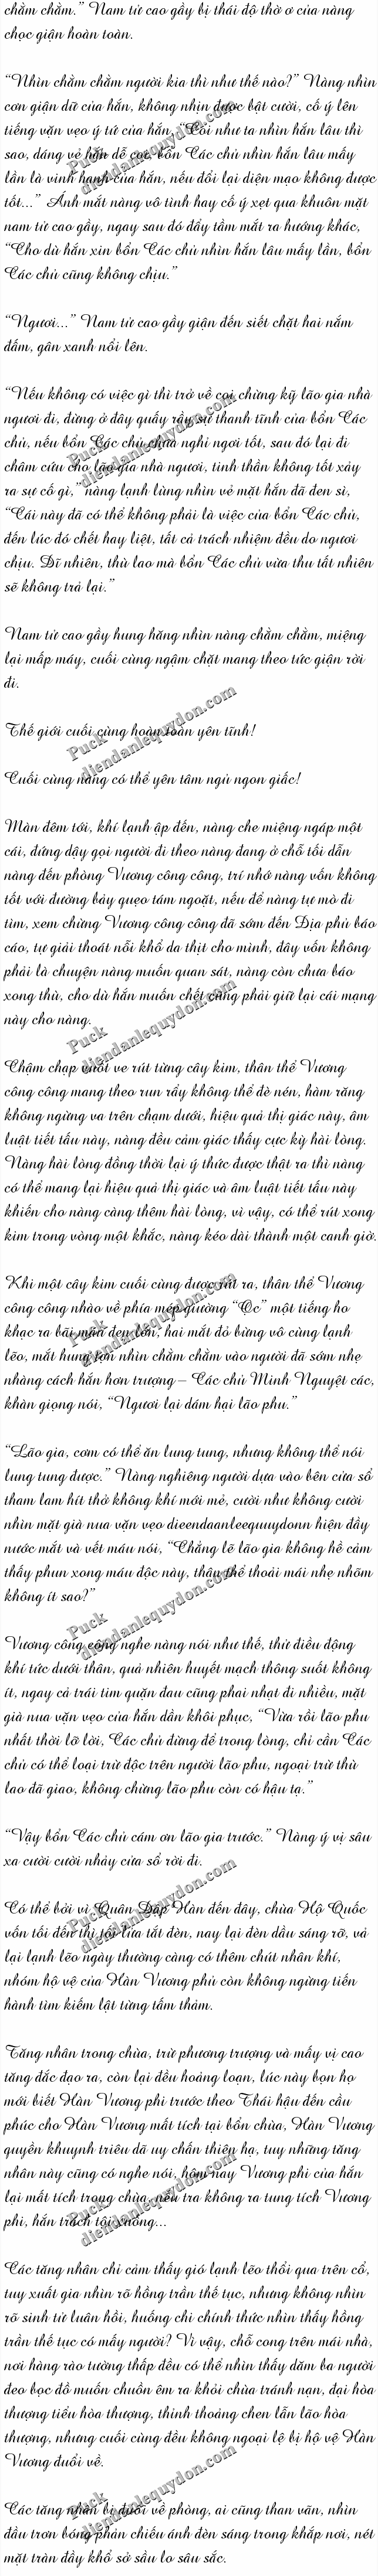 chằm chằm.” Nam tử cao gầy bị thái độ thờ ơ của nàng
chọc giận hoàn toàn.
“Nhìn chằm chằm người kia thì như thế nào?” Nàng nhìn
cơn giận dữ của hắn, không nhịn được bật cười, cố ý lên
tiếng vặn vẹo ý tứ của hắn, “Coi như ta nhìn hắn lâu thì
sao, dáng vẻ hắn dễ coi, bổn Các chủ nhìn hắn lâu mấy
lần là vinh hạnh của hắn, nếu đổi lại diện mạo không được
tốt...” Ánh mắt nàng vô tình hay cố ý xẹt qua khuôn mặt
nam tử cao gầy, ngay sau đó đẩy tầm mắt ra hướng khác,
“Cho dù hắn xin bổn Các chủ nhìn hắn lâu mấy lần, bổn
Các chủ cũng không chịu.”
“Ngươi...” Nam tử cao gầy giận đến siết chặt hai nắm
đấm, gân xanh nổi lên.
“Nếu không có việc gì thì trở về coi chừng kỹ lão gia nhà
ngươi đi, đừng ở đây quấy rầy sự thanh tĩnh của bổn Các
chủ, nếu bổn Các chủ chưa nghỉ ngơi tốt, sau đó lại đi
châm cứu cho lão gia nhà ngươi, tinh thần không tốt xảy
ra sự cố gì,” nàng lạnh lùng nhìn vẻ mặt hắn đã đen sì,
“Cái này đã có thể không phải là việc của bổn Các chủ,
đến lúc đó chết hay liệt, tất cả trách nhiệm đều do ngươi
chịu. Dĩ nhiên, thù lao mà bổn Các chủ vừa thu tất nhiên
sẽ không trả lại.”
Nam tử cao gầy hung hăng nhìn nàng chằm chằm, miệng
lại mấp máy, cuối cùng ngậm chặt mang theo tức giận rời
đi.
Thế giới cuối cùng hoàn toàn yên tĩnh!
Cuối cùng nàng có thể yên tâm ngủ ngon giấc!
Màn đêm tới, khí lạnh ập đến, nàng che miệng ngáp một
cái, đứng dậy gọi người đi theo nàng đang ở chỗ tối dẫn
nàng đến phòng Vương công công, trí nhớ nàng vốn không
tốt với đường bảy quẹo tám ngoặt, nếu để nàng tự mò đi
tìm, xem chừng Vương công công đã sớm đến Địa phủ báo
cáo, tự giải thoát nỗi khổ da thịt cho mình, đây vốn không
phải là chuyện nàng muốn quan sát, nàng còn chưa báo
xong thù, cho dù hắn muốn chết cũng phải giữ lại cái mạng
này cho nàng.
Chậm chạp vuốt ve rút từng cây kim, thân thể Vương
công công mang theo run rẩy không thể đè nén, hàm răng
không ngừng va trên chạm dưới, hiệu quả thị giác này, âm
luật tiết tấu này, nàng đều cảm giác thấy cực kỳ hài lòng.
Nàng hài lòng đồng thời lại ý thức được thật ra thì nàng
có thể mang lại hiệu quả thị giác và âm luật tiết tấu này
khiến cho nàng càng thêm hài lòng, vì vậy, có thể rút xong
kim trong vòng một khắc, nàng kéo dài thành một canh giờ.
Khi một cây kim cuối cùng được rút ra, thân thể Vương
công công nhào về phía mép giường “Ọc” một tiếng ho
khạc ra bãi máu đen lớn, hai mắt đỏ bừng vô cùng lạnh
lẽo, mắt hung tợn nhìn chằm chằm vào người đã sớm nhẹ
nhàng cách hắn hơn trượng – Các chủ Minh Nguyệt các,
khàn giọng nói, “Ngươi lại dám hại lão phu.”
“Lão gia, cơm có thể ăn lung tung, nhưng không thể nói
lung tung được.” Nàng nghiêng người dựa vào bên cửa sổ
tham lam hít thở không khí mới mẻ, cười như không cười
nhìn mặt già nua vặn vẹo dieendaanleequuydonn hiện đầy
nước mắt và vết máu nói, “Chẳng lẽ lão gia không hề cảm
thấy phun xong máu độc này, thân thể thoải mái nhẹ nhõm
không ít sao?”
Vương công công nghe nàng nói như thế, thử điều động
khí tức dưới thân, quả nhiên huyết mạch thông suốt không
ít, ngay cả trái tim quặn đau cũng phai nhạt đi nhiều, mặt
già nua vặn vẹo của hắn dần khôi phục, “Vừa rồi lão phu
nhất thời lỡ lời, Các chủ đừng để trong lòng, chỉ cần Các
chủ có thể loại trừ độc trên người lão phu, ngoại trừ thù
lao đã giao, không chừng lão phu còn có hậu tạ.”
“Vậy bổn Các chủ cám ơn lão gia trước.” Nàng ý vị sâu
xa cười cười nhảy cửa sổ rời đi.
Có thể bởi vì Quân Dập Hàn đến đây, chùa Hộ Quốc
vốn tối đến thì tối lửa tắt đèn, nay lại đèn dầu sáng rỡ, vả
lại lạnh lẽo ngày thường càng có thêm chút nhân khí,
nhóm hộ vệ của Hàn Vương phủ còn không ngừng tiến
hành tìm kiếm lật từng tấm thảm.
Tăng nhân trong chùa, trừ phương trượng và mấy vị cao
tăng đắc đạo ra, còn lại đều hoảng loạn, lúc này bọn họ
mới biết Hàn Vương phi trước theo Thái hậu đến cầu
phúc cho Hàn Vương mất tích tại bổn chùa, Hàn Vương
quyền khuynh triều dã uy chấn thiên hạ, tuy những tăng
nhân này cũng có nghe nói, hôm nay Vương phi của hắn
lại mất tích trong chùa, nếu tra không ra tung tích Vương
phi, hắn trách tội xuống...
Các tăng nhân chỉ cảm thấy gió lạnh lẽo thổi qua trên cổ,
tuy xuất gia nhìn rõ hồng trần thế tục, nhưng không nhìn
rõ sinh tử luân hồi, huống chi chính thức nhìn thấy hồng
trần thế tục có mấy người? Vì vậy, chỗ cong trên mái nhà,
nơi hàng rào tường thấp đều có thể nhìn thấy dăm ba người
đeo bọc đồ muốn chuồn êm ra khỏi chùa tránh nạn, đại hòa
thượng tiểu hòa thượng, thỉnh thoảng chen lẫn lão hòa
thượng, nhưng cuối cùng đều không ngoại lệ bị hộ vệ Hàn
Vương đuổi về.
Các tăng nhân bị đuổi về phòng, ai cũng than vãn, nhìn
đầu trơn bóng phản chiếu ánh đèn sáng trong khắp nơi, nét
mặt tràn đầy khổ sở sầu lo sâu sắc.